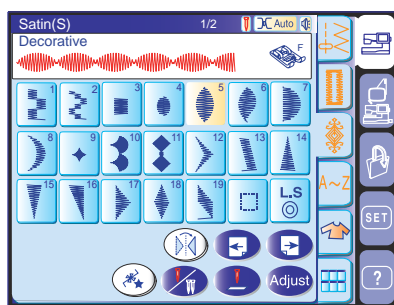 Satin(S) 1/2 Auto
Decorative F
1 2 3 4 5 6 7
8 9 10 11 12 13 14
15 16 17 18 19 L.S
A~Z
SET
Adjust ?